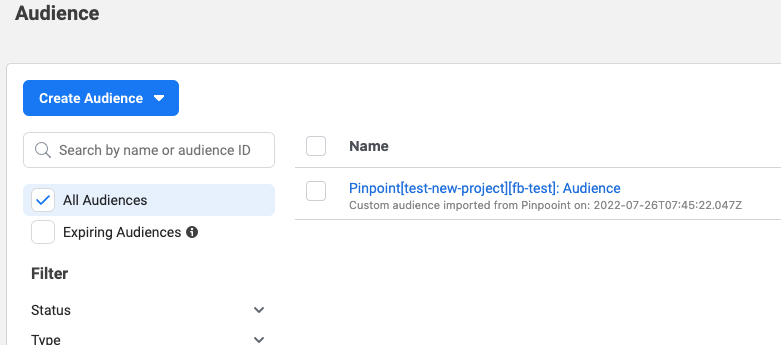 Audience
Create Audience
Search by name or audience ID
All Audiences
Expiring Audiences
Filter
Status
Type
Name
Pinpoint[test-new-project][fb-test]: Audience
Custom audience imported from Pinpooint on: 2022-07-26T07:45:22.047Z